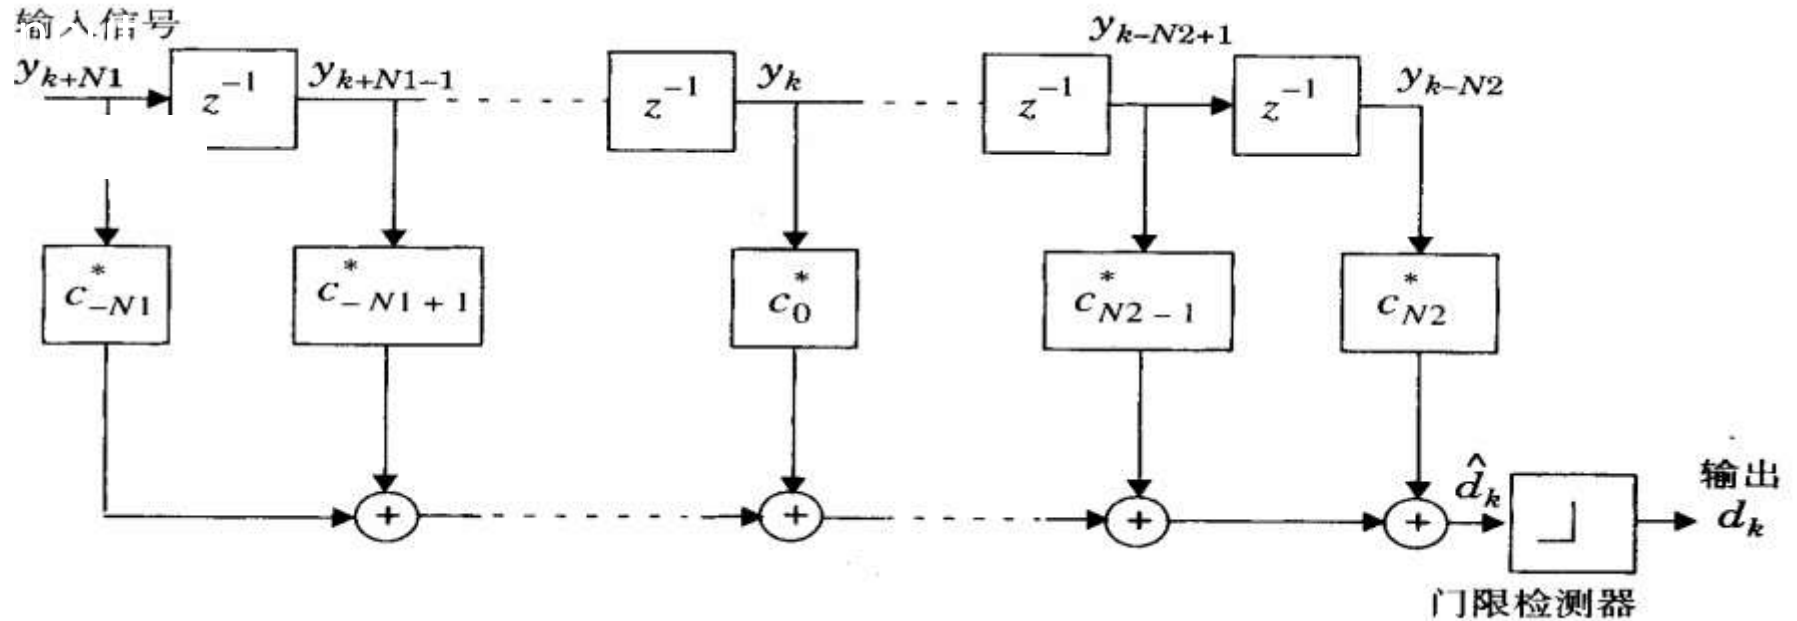 输入信号
y_{k+N1}
z^{-1}
y_{k+N1-1}
z^{-1}
y_k
z^{-1}
y_{k-N2+1}
z^{-1}
y_{k-N2}
c^*_{-N1}
c^*_{-N1+1}
c^*_0
c^*_{N2-1}
c^*_{N2}
+
+
+
+
\hat{d}_k
输出
d_k
门限检测器